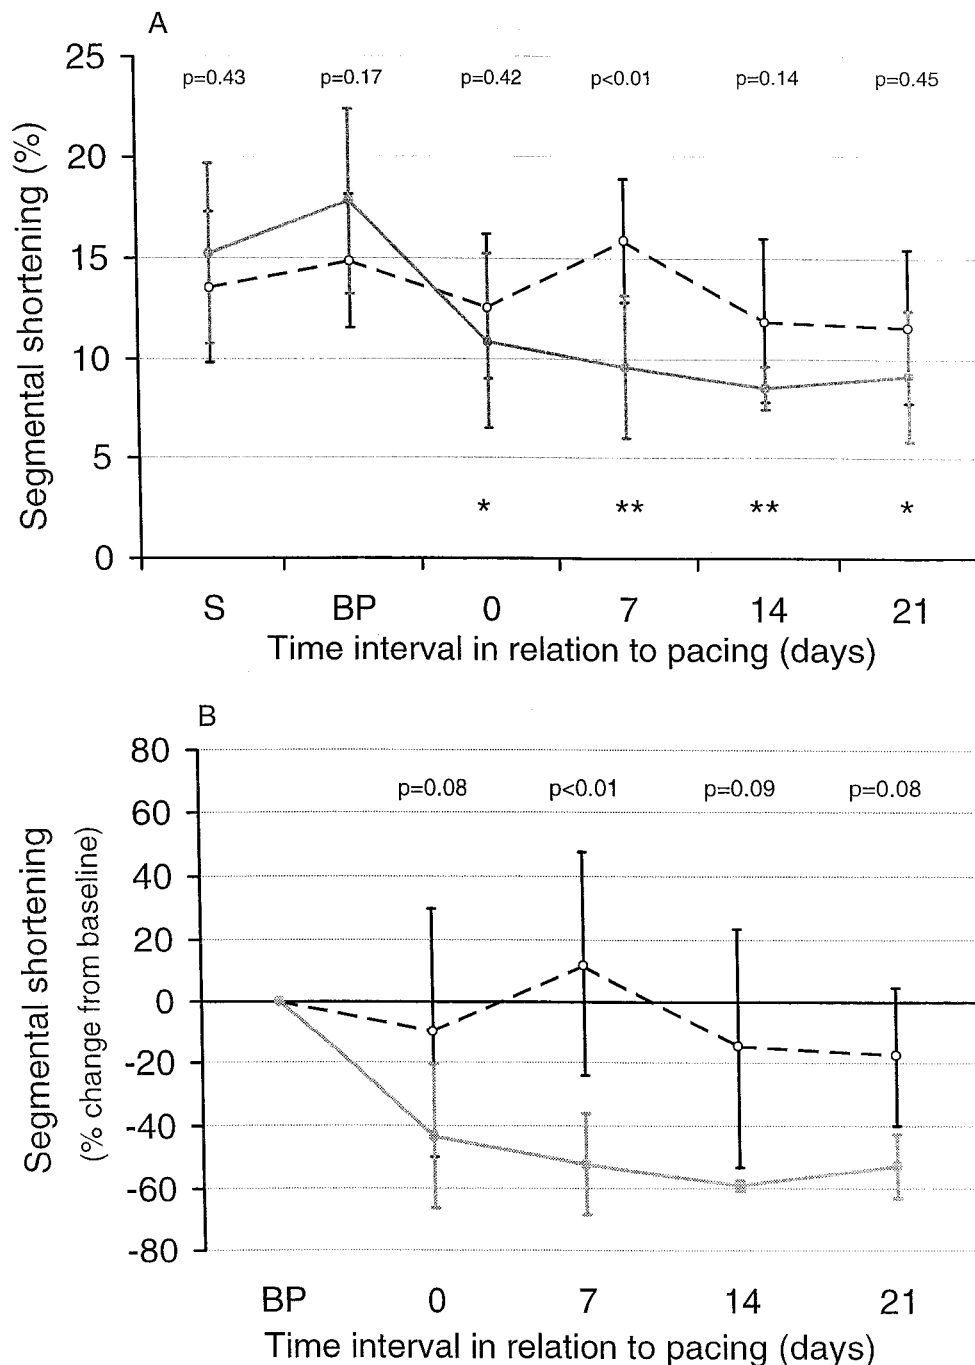 A
25
p=0.43 p=0.17 p=0.42 p<0.01 p=0.14 p=0.45
20
15
10
5
* ** ** *
0
Segmental shortening (%)
S BP 0 7 14 21
Time interval in relation to pacing (days)
B
80
p=0.08 p<0.01 p=0.09 p=0.08
60
40
20
0
-20
-40
-60
-80
Segmental shortening
(% change from baseline)
BP 0 7 14 21
Time interval in relation to pacing (days)